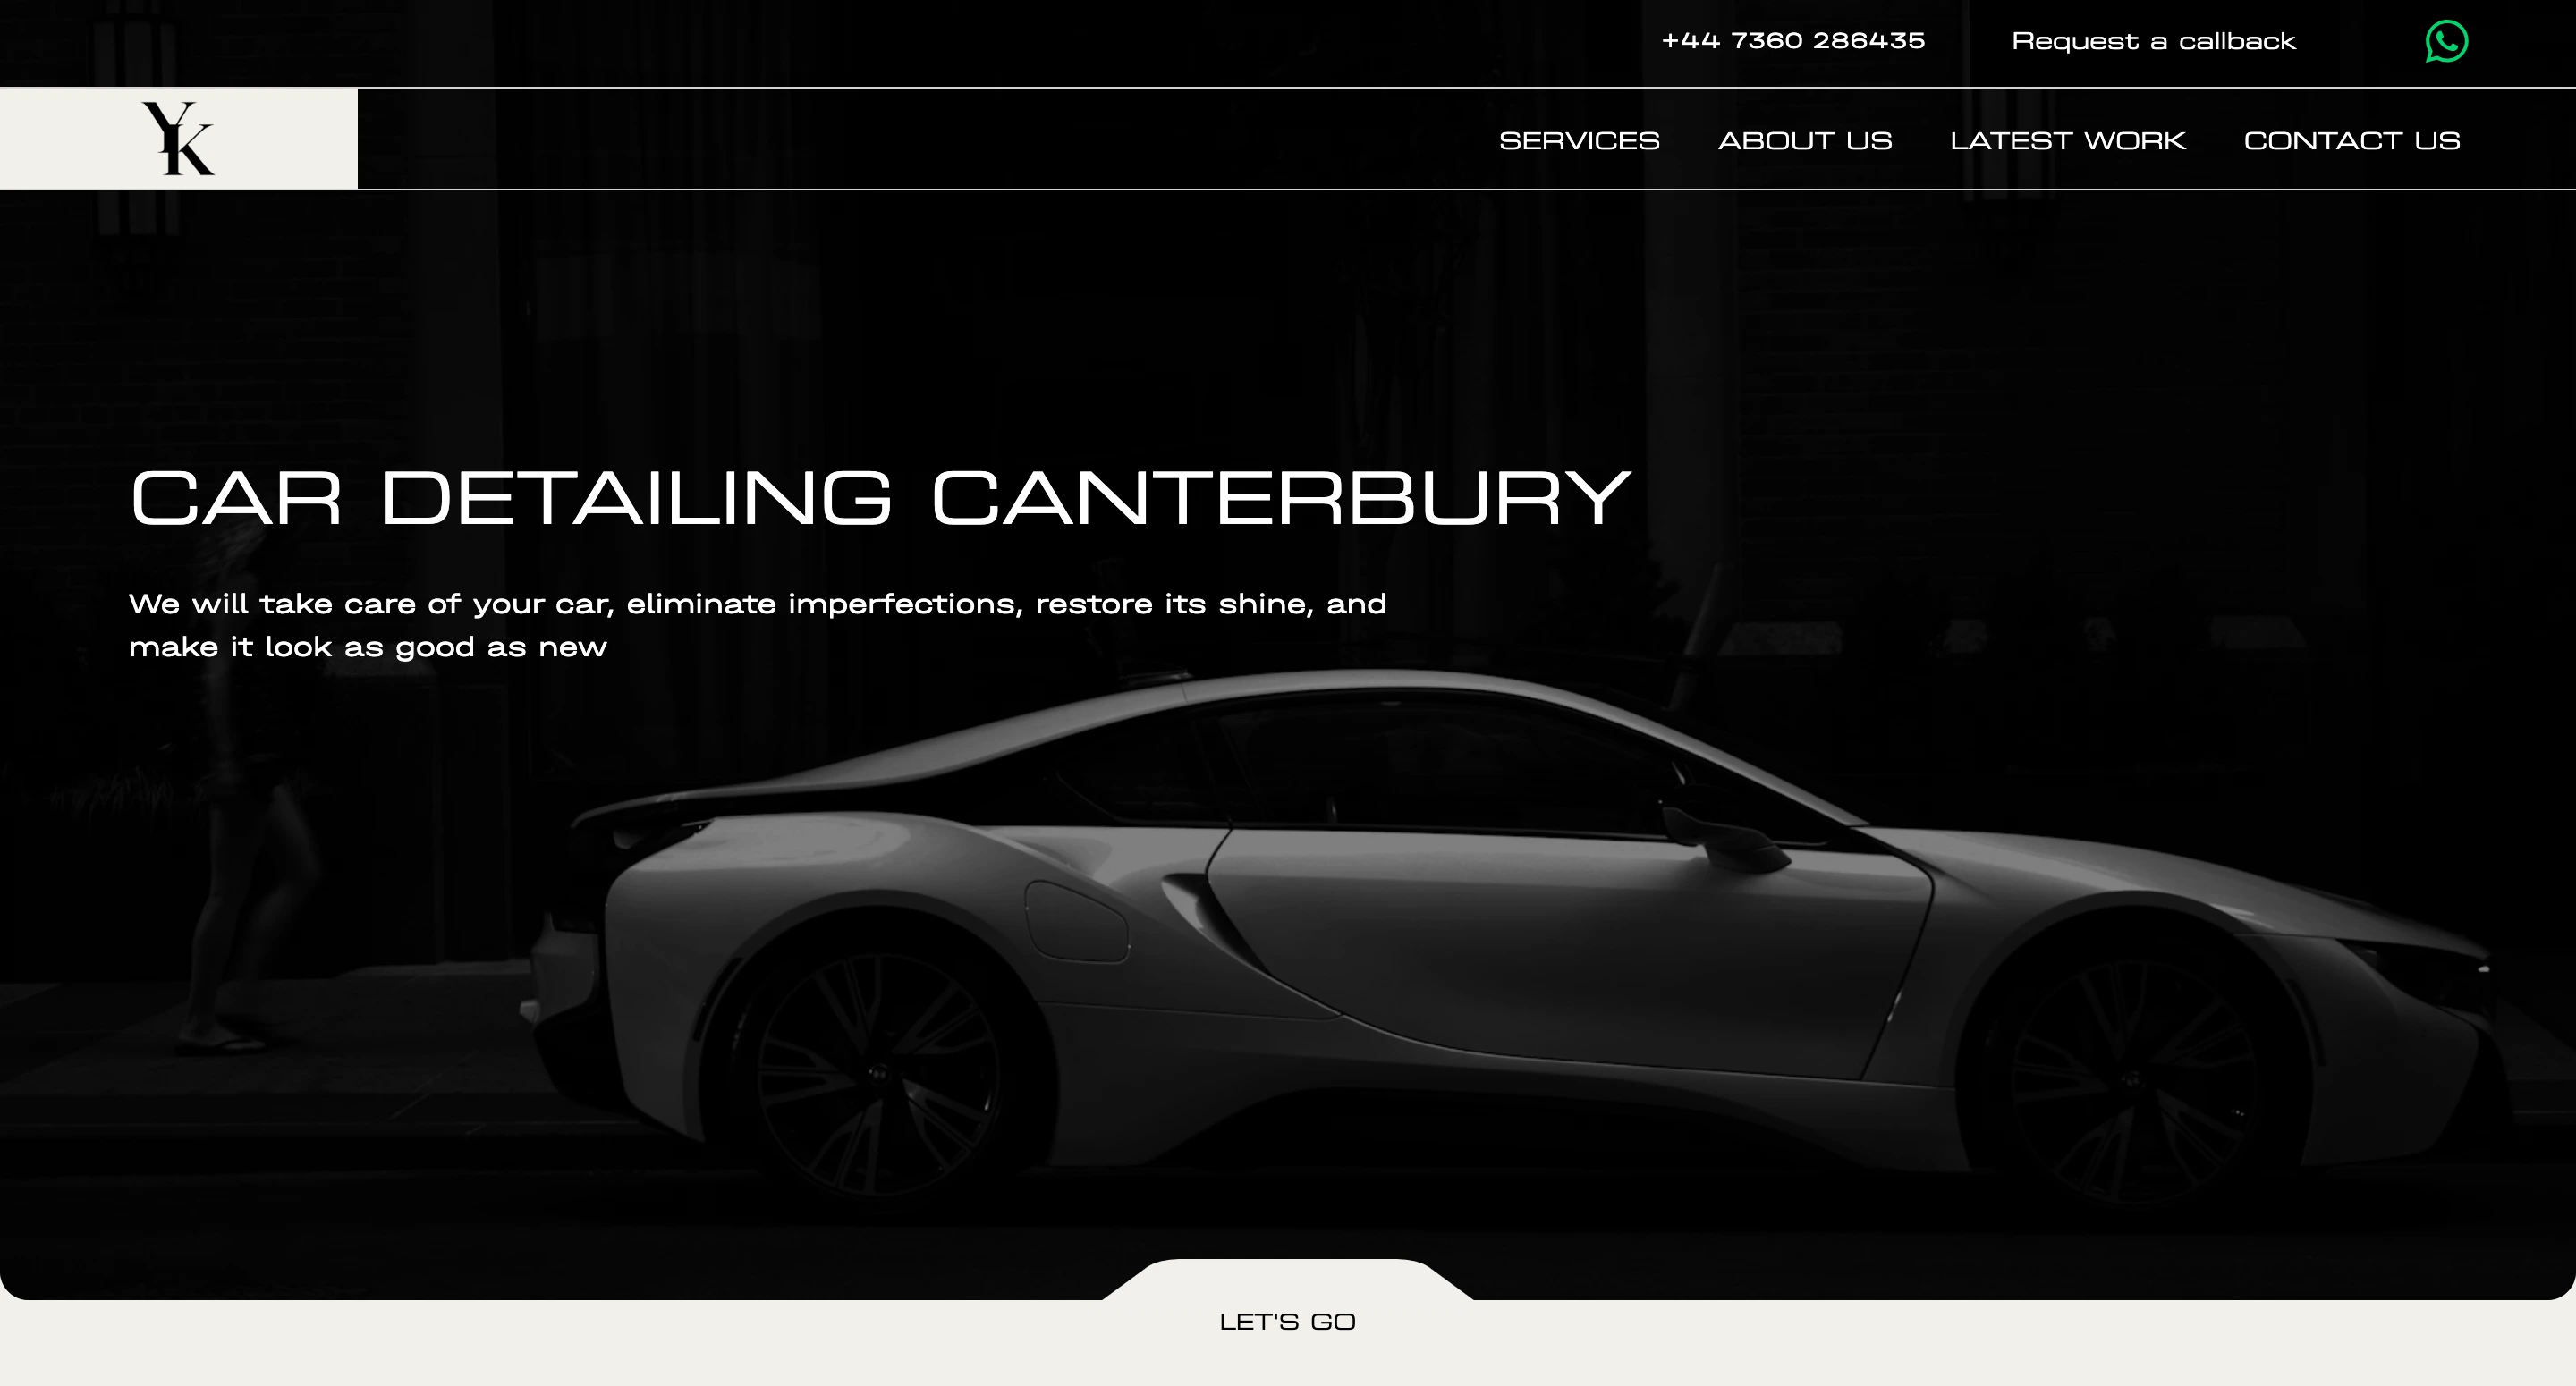 +44 7360 286435
Request a callback
YK
SERVICES
ABOUT US
LATEST WORK
CONTACT US
CAR DETAILING CANTERBURY
We will take care of your car, eliminate imperfections, restore its shine, and
make it look as good as new
LET'S GO